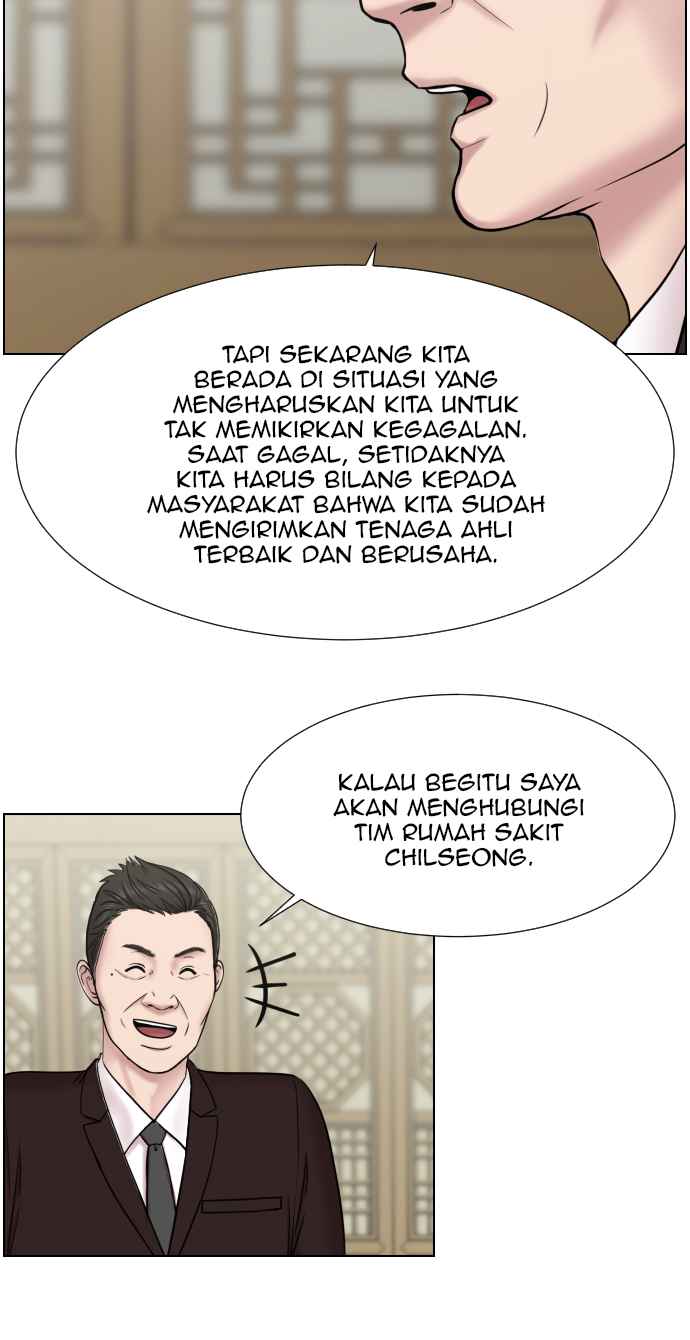 TAPI SEKARANG KITA
BERADA DI SITUASI YANG
MENGHARUSKAN KITA UNTUK
TAK MEMIKIRKAN KEGAGALAN.
SAAT GAGAL, SETIDAKNYA
KITA HARUS BILANG KEPADA
MASYARAKAT BAHWA KITA SUDAH
MENGIRIMKAN TENAGA AHLI
TERBAIK DAN BERUSAHA.
KALAU BEGITU SAYA
AKAN MENGHUBUNGI
TIM RUMAH SAKIT
CHILSEONG.